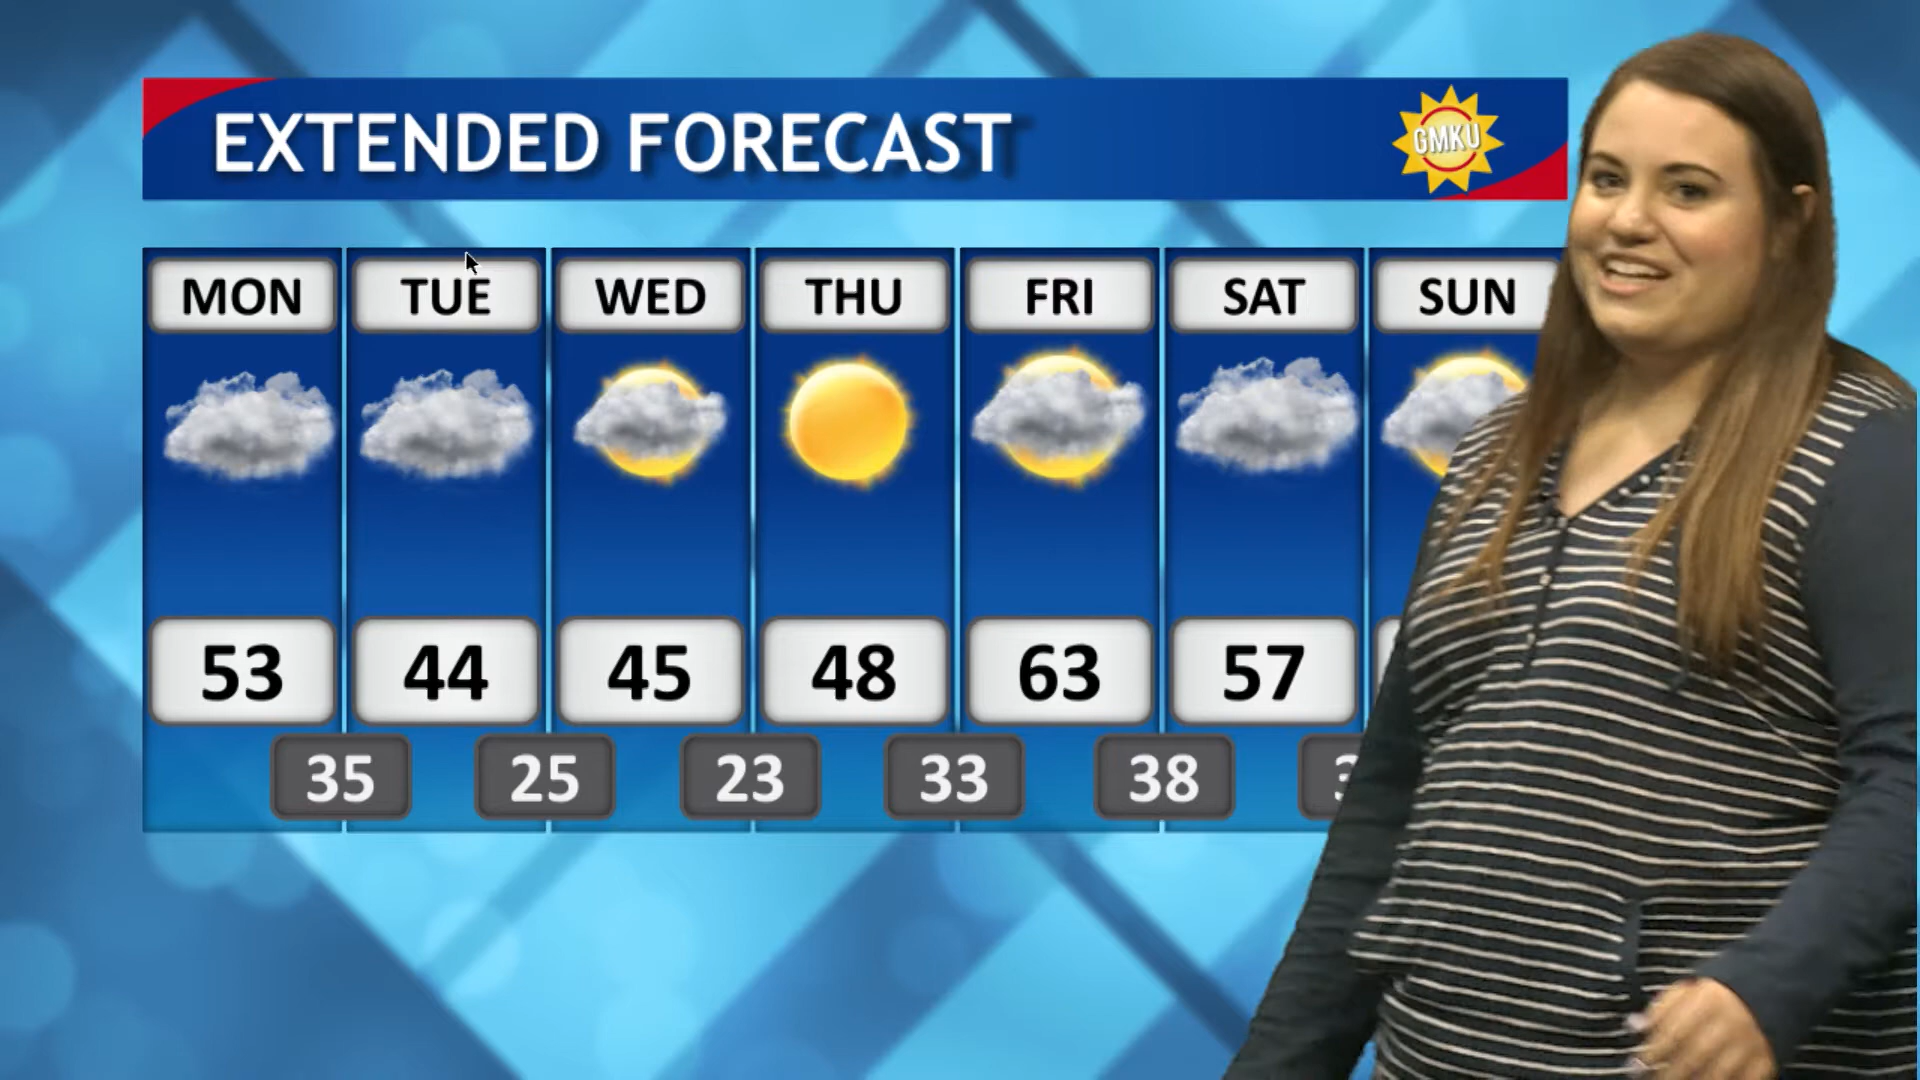 EXTENDED FORECAST
GMKU
MON TUE WED THU FRI SAT SUN
53 44 45 48 63 57
35 25 23 33 38